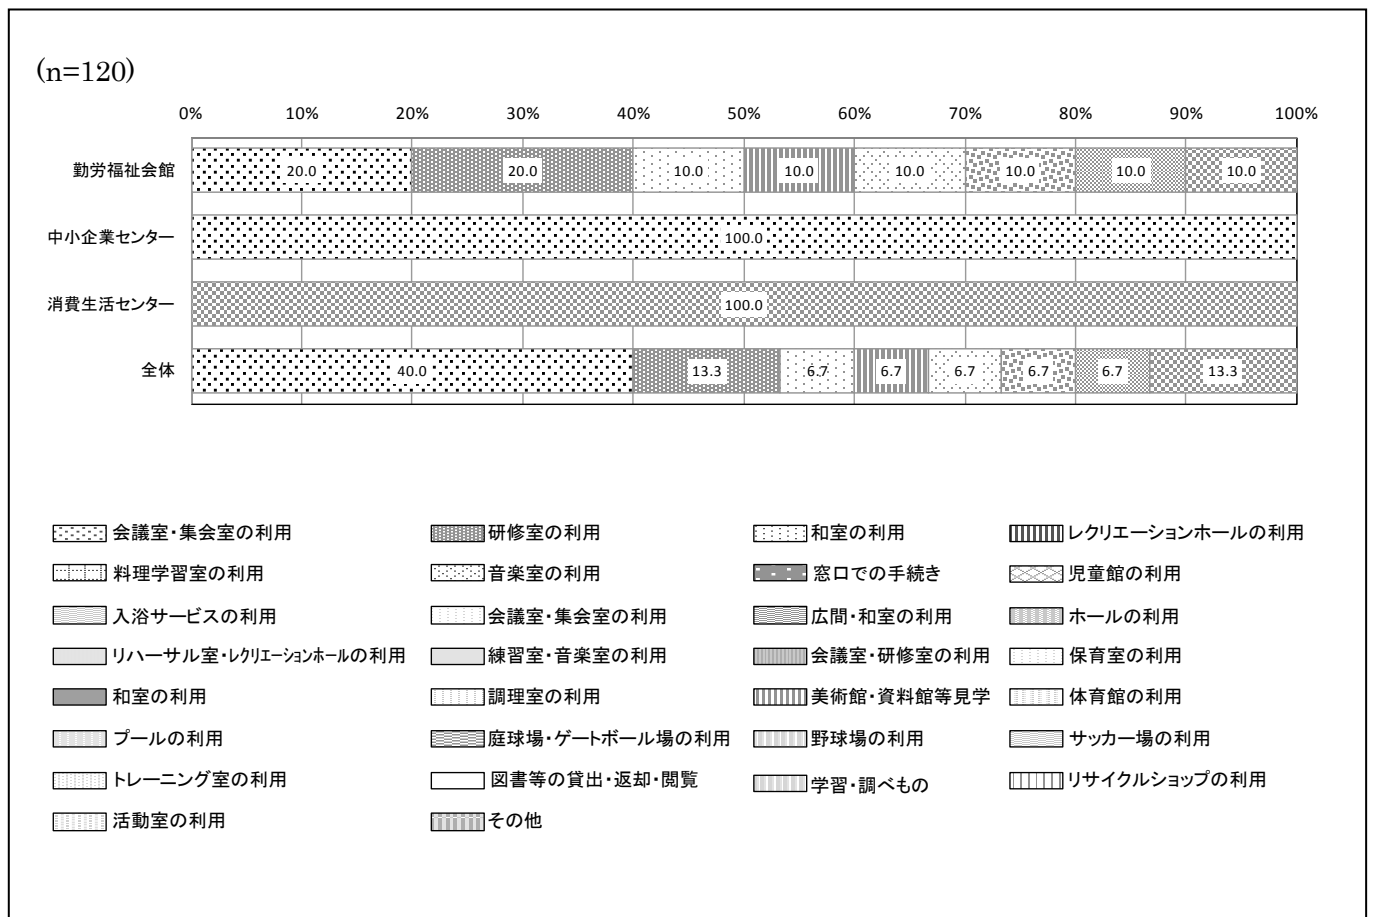 (n=120)
0% 10% 20% 30% 40% 50% 60% 70% 80% 90% 100%
勤労福祉会館 20.0 20.0 10.0 10.0 10.0 10.0 10.0 10.0
中小企業センター 100.0
消費生活センター 100.0
全体 40.0 13.3 6.7 6.7 6.7 6.7 6.7 13.3
会議室・集会室の利用 研修室の利用 和室の利用 レクリエーションホールの利用
料理学習室の利用 音楽室の利用 窓口での手続き 児童館の利用
入浴サービスの利用 会議室・集会室の利用 広間・和室の利用 ホールの利用
リハーサル室・レクリエーションホールの利用 練習室・音楽室の利用 会議室・研修室の利用 保育室の利用
和室の利用 調理室の利用 美術館・資料館等見学 体育館の利用
プールの利用 庭球場・ゲートボール場の利用 野球場の利用 サッカー場の利用
トレーニング室の利用 図書等の貸出・返却・閲覧 学習・調べもの リサイクルショップの利用
活動室の利用 その他